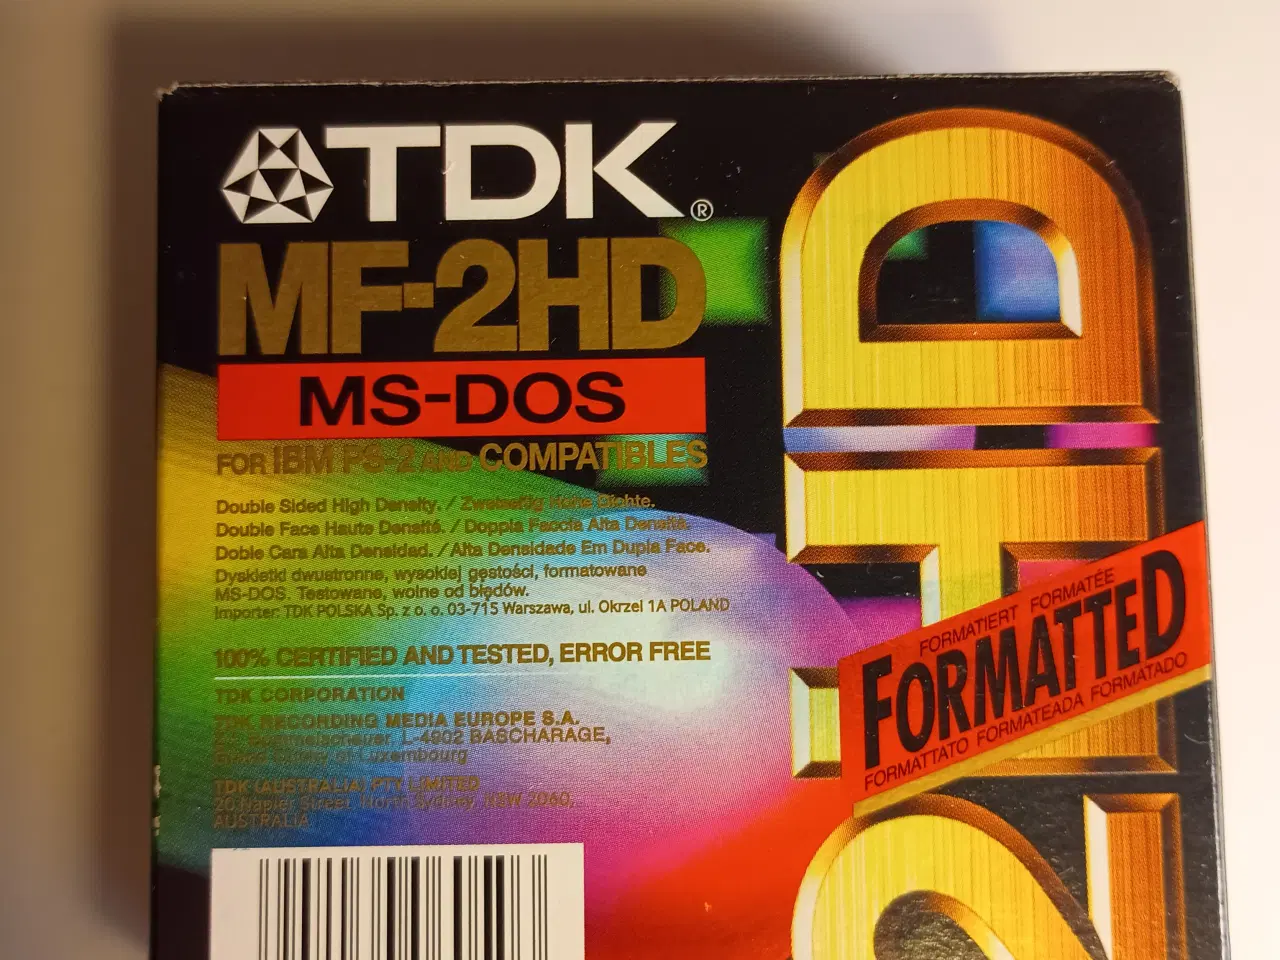 TDK®
MF-2HD
MS-DOS
FOR IBM PS-2 AND COMPATIBLES
Double Sided High Density. / Zweiseitig Hohe Dichte.
Double Face Haute Densité. / Doppia Faccia Alta Densità.
Doble Cara Alta Densidad. / Alta Densidade Em Dupla Face.
Dyskietki dwustronne, wysokiej gęstości, formatowane
MS-DOS. Testowane, wolne od błędów.
Importer: TDK POLSKA Sp. z o. o. 03-715 Warszawa, ul. Okrzei 1A POLAND
100% CERTIFIED AND TESTED, ERROR FREE
TDK CORPORATION
TDK RECORDING MEDIA EUROPE S.A.
L-4902 BASCHARAGE,
Grand Duchy of Luxembourg
TDK (AUSTRALIA) PTY LIMITED
20 Napier Street, North Sydney, NSW 2060,
AUSTRALIA
2HD
FORMATIERT FORMATÉE
FORMATTED
FORMATTATO FORMATEADA FORMATADO